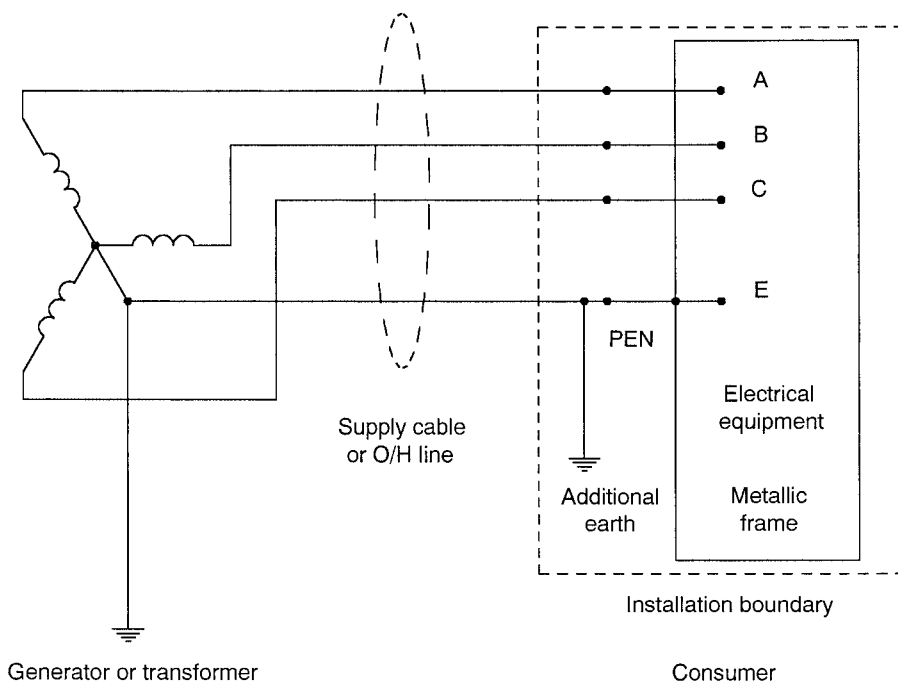 A
B
C
E
PEN
Electrical
equipment
Supply cable
or O/H line
Additional
earth
Metallic
frame
Installation boundary
Generator or transformer
Consumer